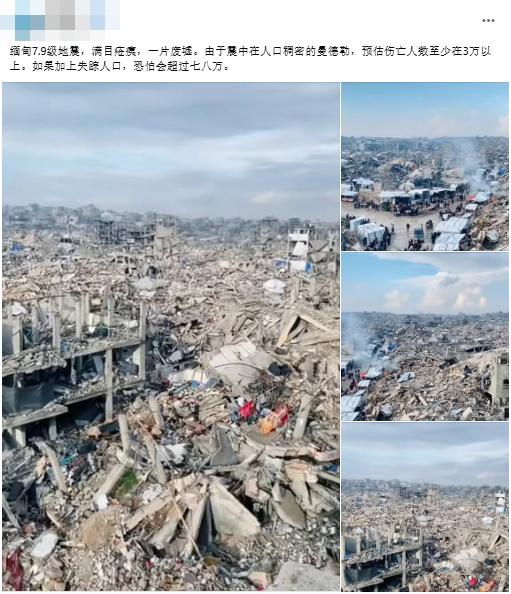 缅甸7.9级地震，满目疮痍，一片废墟。由于震中在人口稠密的曼德勒，预估伤亡人数至少在3万以
上。如果加上失踪人口，恐怕会超过七八万。